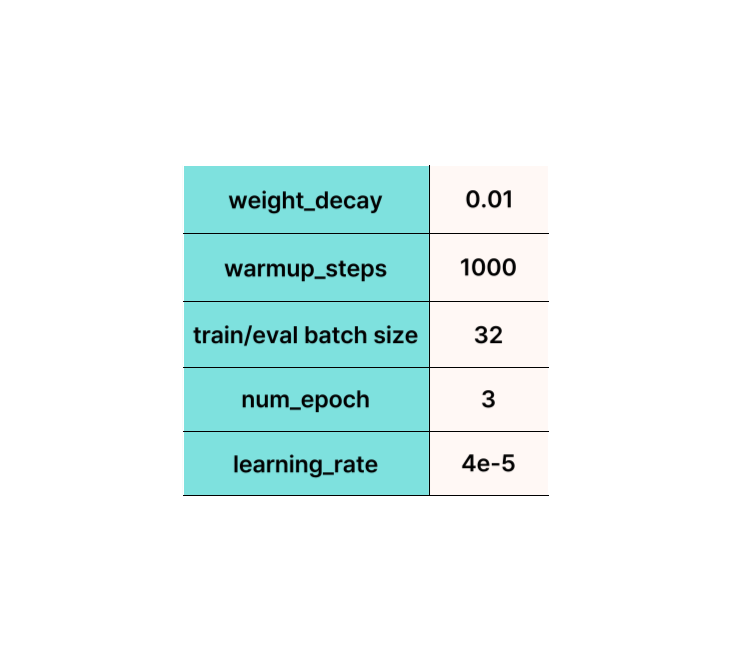 weight_decay 0.01
warmup_steps 1000
train/eval batch size 32
num_epoch 3
learning_rate 4e-5